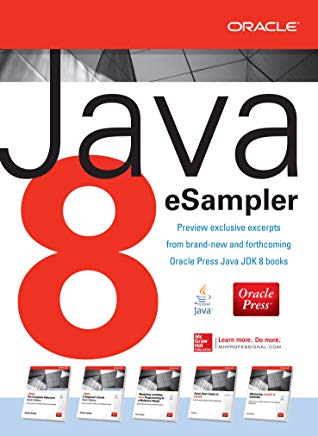 ORACLE
Java
8
eSampler
Preview exclusive excerpts
from brand-new and forthcoming
Oracle Press Java JDK 8 books
Java
Oracle
Press
Mc
Graw
Hill
Education
Learn more. Do more.
MHPROFESSIONAL.COM